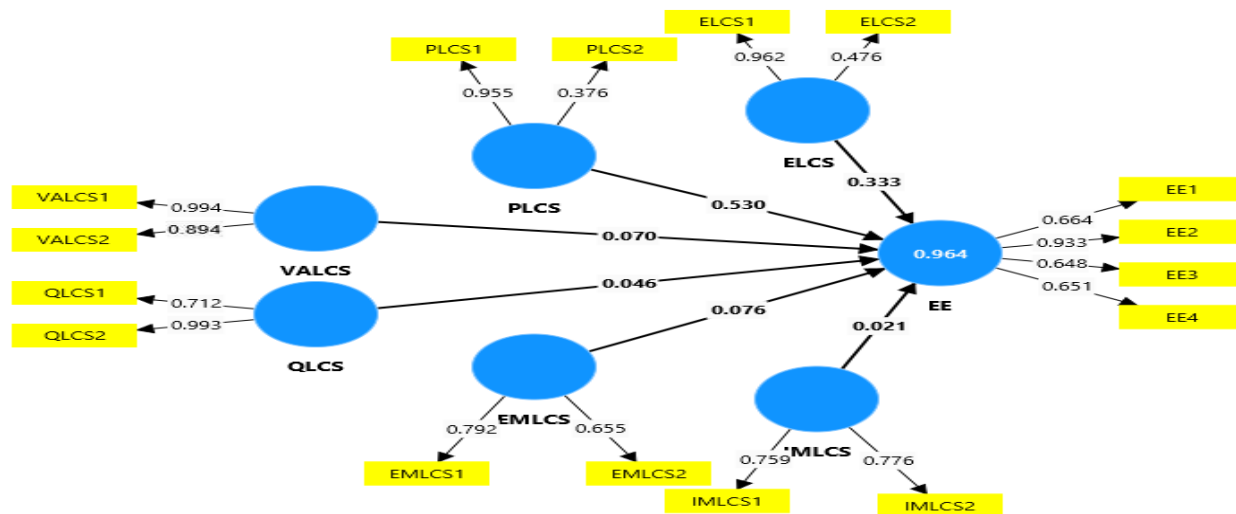 ELCS1
ELCS2
PLCS1
PLCS2
0.962
0.476
0.955
0.376
ELCS
0.333
PLCS
0.530
VALCS1
0.994
VALCS2
0.894
VALCS
0.070
EE1
0.664
EE2
0.933
0.964
0.648
EE3
0.651
EE4
EE
QLCS1
0.712
QLCS2
0.993
QLCS
0.046
0.076
0.021
EMLCS
0.792
0.655
EMLCS1
EMLCS2
'MLCS
0.759
0.776
IMLCS1
IMLCS2